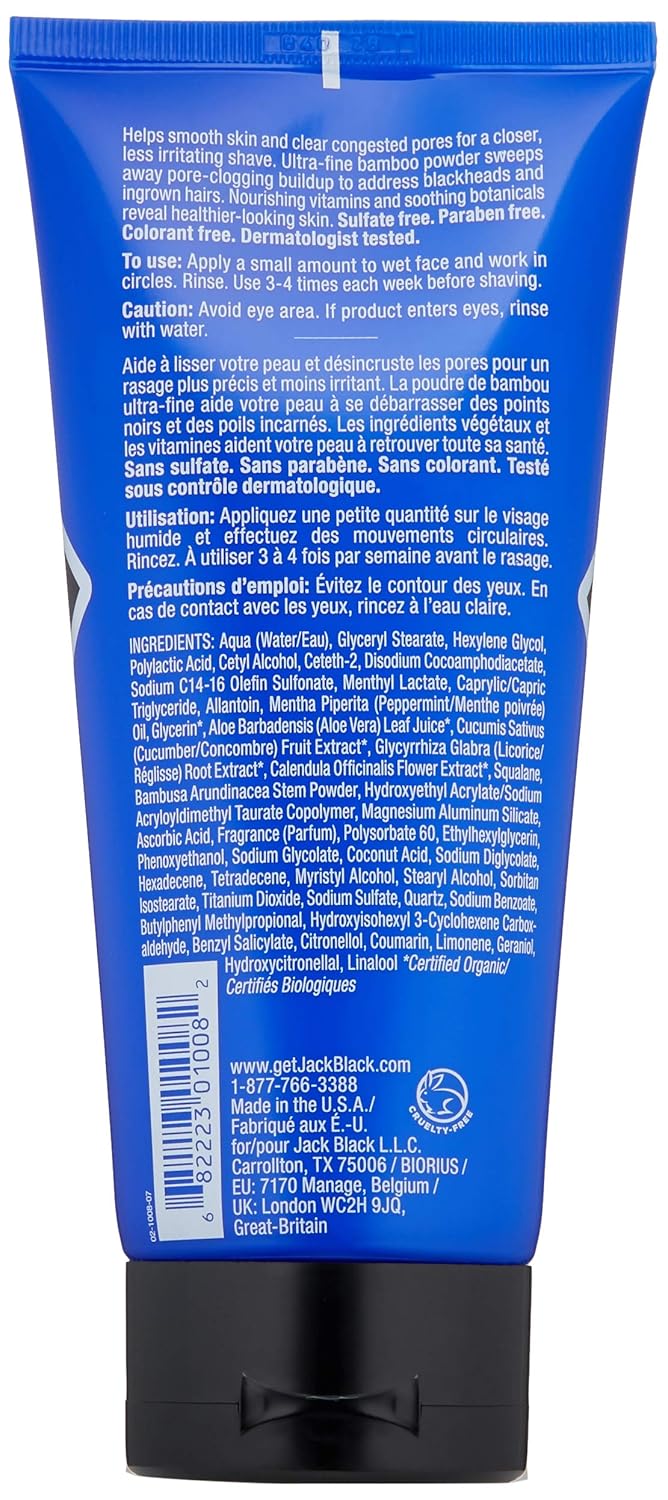 Helps smooth skin and clear congested pores for a closer,
less irritating shave. Ultra-fine bamboo powder sweeps
away pore-clogging buildup to address blackheads and
ingrown hairs. Nourishing vitamins and soothing botanicals
reveal healthier-looking skin. Sulfate free. Paraben free.
Colorant free. Dermatologist tested.
To use: Apply a small amount to wet face and work in
circles. Rinse. Use 3-4 times each week before shaving.
Caution: Avoid eye area. If product enters eyes, rinse
with water.
Aide à lisser votre peau et désincruste les pores pour un
rasage plus précis et moins irritant. La poudre de bambou
ultra-fine aide votre peau à se débarrasser des points
noirs et des poils incarnés. Les ingrédients végétaux et
les vitamines aident votre peau à retrouver toute sa santé.
Sans sulfate. Sans parabène. Sans colorant. Testé
sous contrôle dermatologique.
Utilisation: Appliquez une petite quantité sur le visage
humide et effectuez des mouvements circulaires.
Rincez. À utiliser 3 à 4 fois par semaine avant le rasage.
Précautions d'emploi: Évitez le contour des yeux. En
cas de contact avec les yeux, rincez à l'eau claire.
INGREDIENTS: Aqua (Water/Eau), Glyceryl Stearate, Hexylene Glycol,
Polylactic Acid, Cetyl Alcohol, Ceteth-2, Disodium Cocoamphodiacetate,
Sodium C14-16 Olefin Sulfonate, Menthyl Lactate, Caprylic/Capric
Triglyceride, Allantoin, Mentha Piperita (Peppermint/Menthe poivrée)
Oil, Glycerin*, Aloe Barbadensis (Aloe Vera) Leaf Juice*, Cucumis Sativus
(Cucumber/Concombre) Fruit Extract*, Glycyrrhiza Glabra (Licorice/
Réglisse) Root Extract*, Calendula Officinalis Flower Extract*, Squalane,
Bambusa Arundinacea Stem Powder, Hydroxyethyl Acrylate/Sodium
Acryloyldimethyl Taurate Copolymer, Magnesium Aluminum Silicate,
Ascorbic Acid, Fragrance (Parfum), Polysorbate 60, Ethylhexylglycerin,
Phenoxyethanol, Sodium Glycolate, Coconut Acid, Sodium Diglycolate,
Hexadecene, Tetradecene, Myristyl Alcohol, Stearyl Alcohol, Sorbitan
Isostearate, Titanium Dioxide, Sodium Sulfate, Quartz, Sodium Benzoate,
Butylphenyl Methylpropional, Hydroxyisohexyl 3-Cyclohexene Carbox-
aldehyde, Benzyl Salicylate, Citronellol, Coumarin, Limonene, Geraniol,
Hydroxycitronellal, Linalool *Certified Organic/
Certifiés Biologiques
6 82223 01008 2
02-1008-07
www.getJackBlack.com
1-877-766-3388
Made in the U.S.A./
Fabriqué aux É.-U.
for/pour Jack Black L.L.C.
Carrollton, TX 75006 / BIORIUS /
EU: 7170 Manage, Belgium /
UK: London WC2H 9JQ,
Great-Britain
CRUELTY-FREE